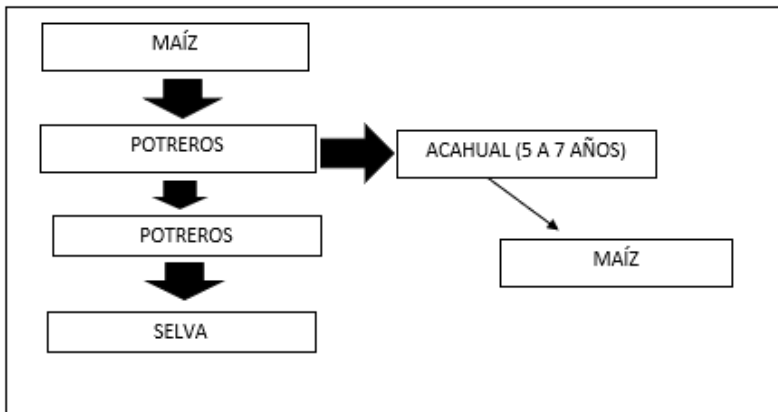 MAÍZ
POTREROS
ACAHUAL (5 A 7 AÑOS)
POTREROS
MAÍZ
SELVA